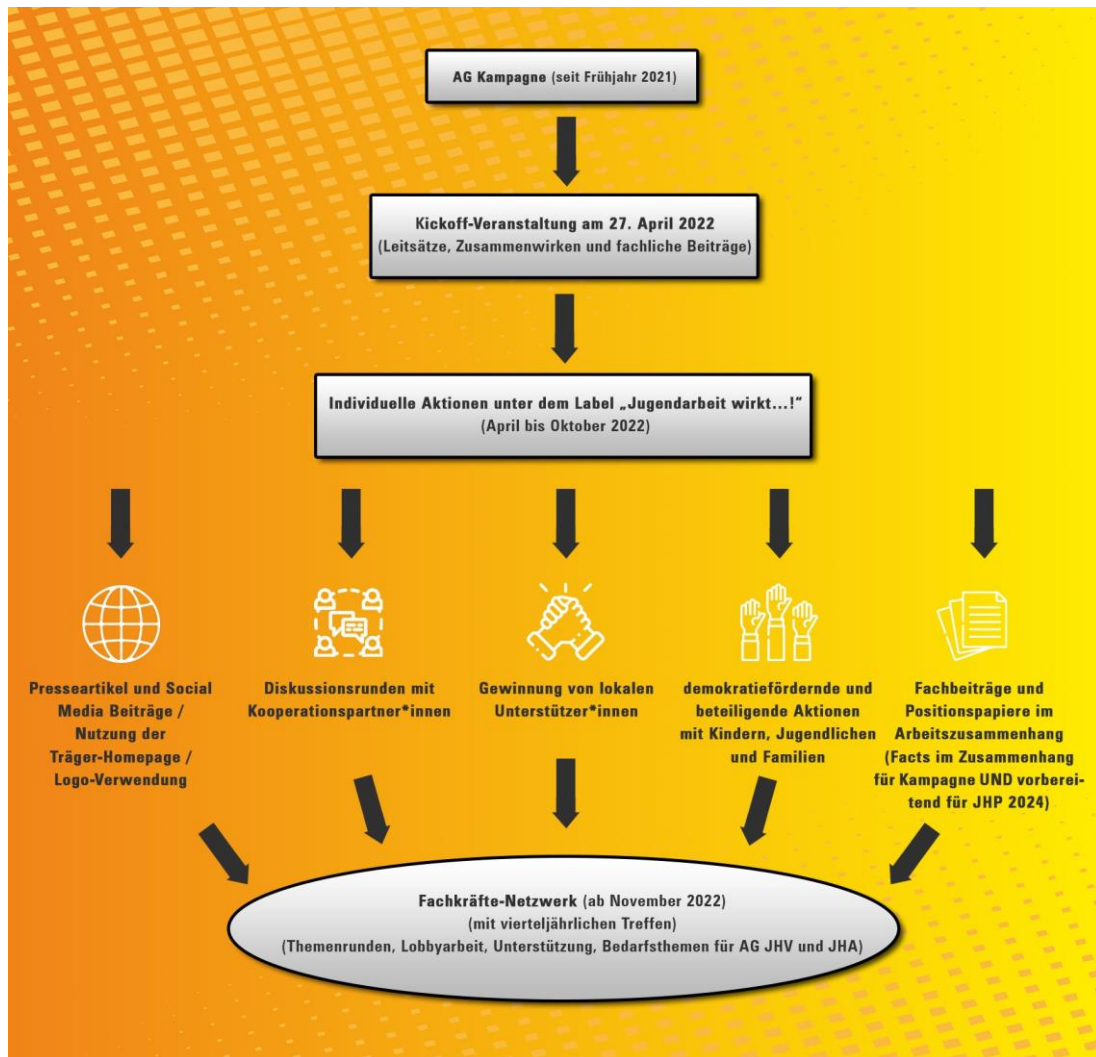 AG Kampagne (seit Frühjahr 2021)
Kickoff-Veranstaltung am 27. April 2022
(Leitsätze, Zusammenwirken und fachliche Beiträge)
Individuelle Aktionen unter dem Label „Jugendarbeit wirkt...!“
(April bis Oktober 2022)
Presseartikel und Social
Media Beiträge /
Nutzung der
Träger-Homepage /
Logo-Verwendung
Diskussionsrunden mit
Kooperationspartner*innen
Gewinnung von lokalen
Unterstützer*innen
demokratiefördernde und
beteiligende Aktionen
mit Kindern, Jugendlichen
und Familien
Fachbeiträge und
Positionspapiere im
Arbeitszusammenhang
(Facts im Zusammenhang
für Kampagne UND vorberei-
tend für JHP 2024)
Fachkräfte-Netzwerk (ab November 2022)
(mit vierteljährlichen Treffen)
(Themenrunden, Lobbyarbeit, Unterstützung, Bedarfsthemen für AG JHV und JHA)